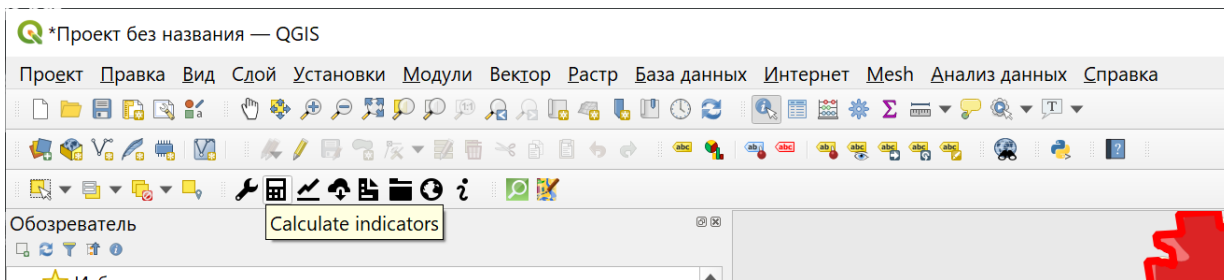 *Проект без названия — QGIS
Проект Правка Вид Слой Установки Модули Вектор Растр База данных Интернет Mesh Анализ данных Справка
Calculate indicators
Обозреватель